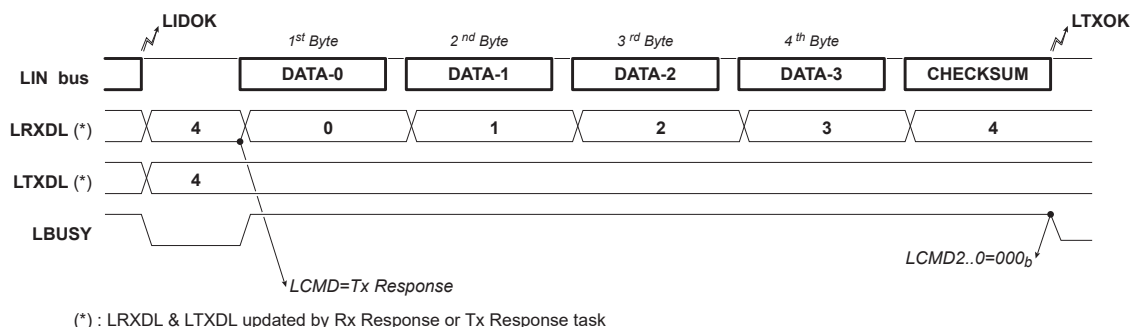 LIDOK LTXOK
1st Byte 2nd Byte 3rd Byte 4th Byte
LIN bus DATA-0 DATA-1 DATA-2 DATA-3 CHECKSUM
LRXDL (*) 4 0 1 2 3 4
LTXDL (*) 4
LBUSY
LCMD2..0=000b
LCMD=Tx Response
(*) : LRXDL & LTXDL updated by Rx Response or Tx Response task